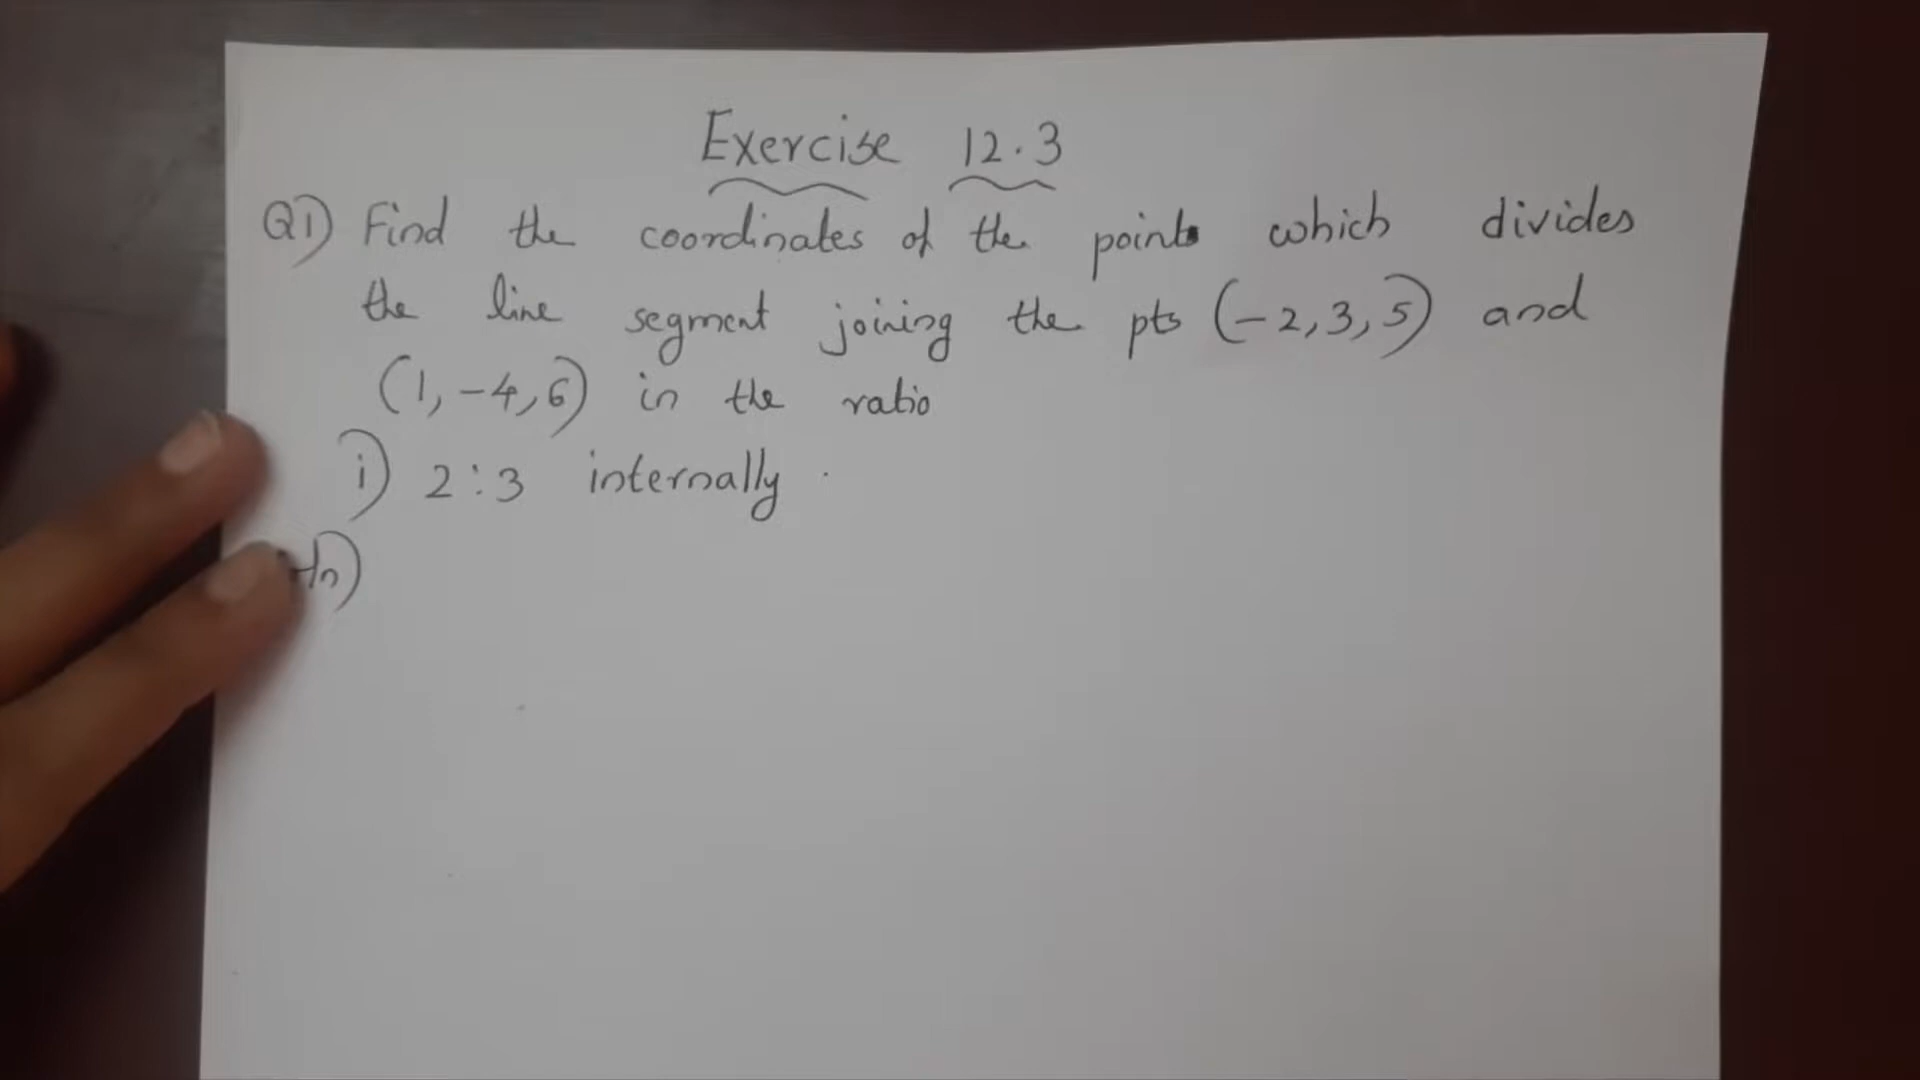 Exercise 12.3
Q1) Find the coordinates of the points which divides
the line segment joining the pts (-2,3,5) and
(1,-4,6) in the ratio
i) 2:3 internally.